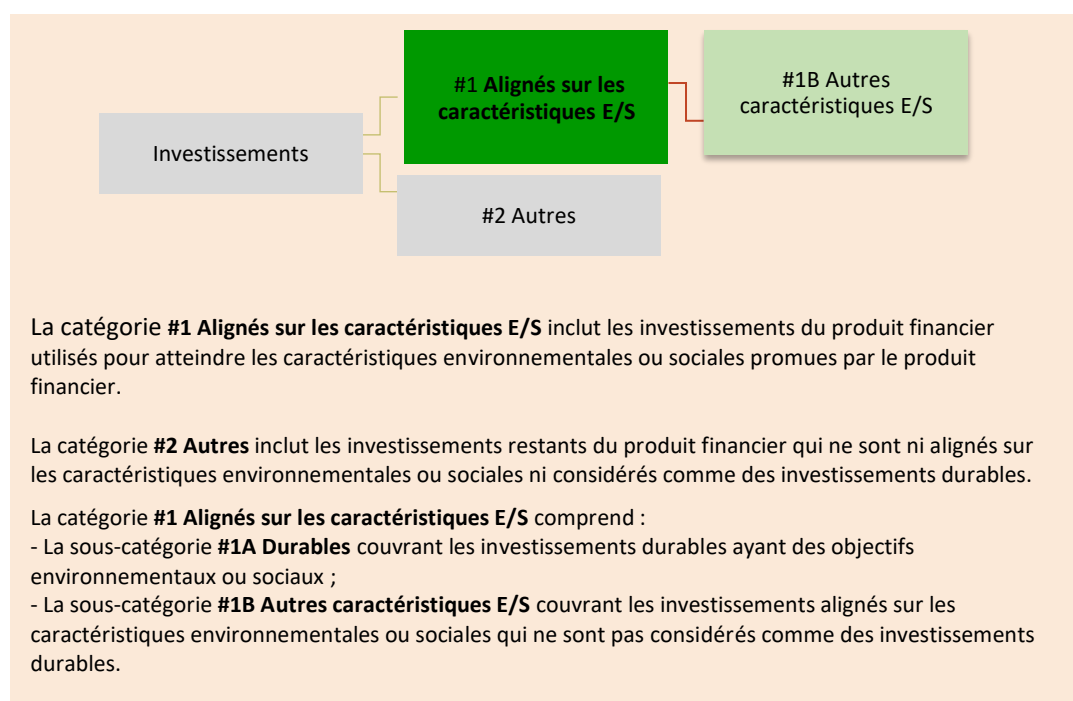 #1 Alignés sur les
caractéristiques E/S
#1B Autres
caractéristiques E/S
Investissements
#2 Autres
La catégorie #1 Alignés sur les caractéristiques E/S inclut les investissements du produit financier
utilisés pour atteindre les caractéristiques environnementales ou sociales promues par le produit
financier.
La catégorie #2 Autres inclut les investissements restants du produit financier qui ne sont ni alignés sur
les caractéristiques environnementales ou sociales ni considérés comme des investissements durables.
La catégorie #1 Alignés sur les caractéristiques E/S comprend :
- La sous-catégorie #1A Durables couvrant les investissements durables ayant des objectifs
environnementaux ou sociaux ;
- La sous-catégorie #1B Autres caractéristiques E/S couvrant les investissements alignés sur les
caractéristiques environnementales ou sociales qui ne sont pas considérés comme des investissements
durables.